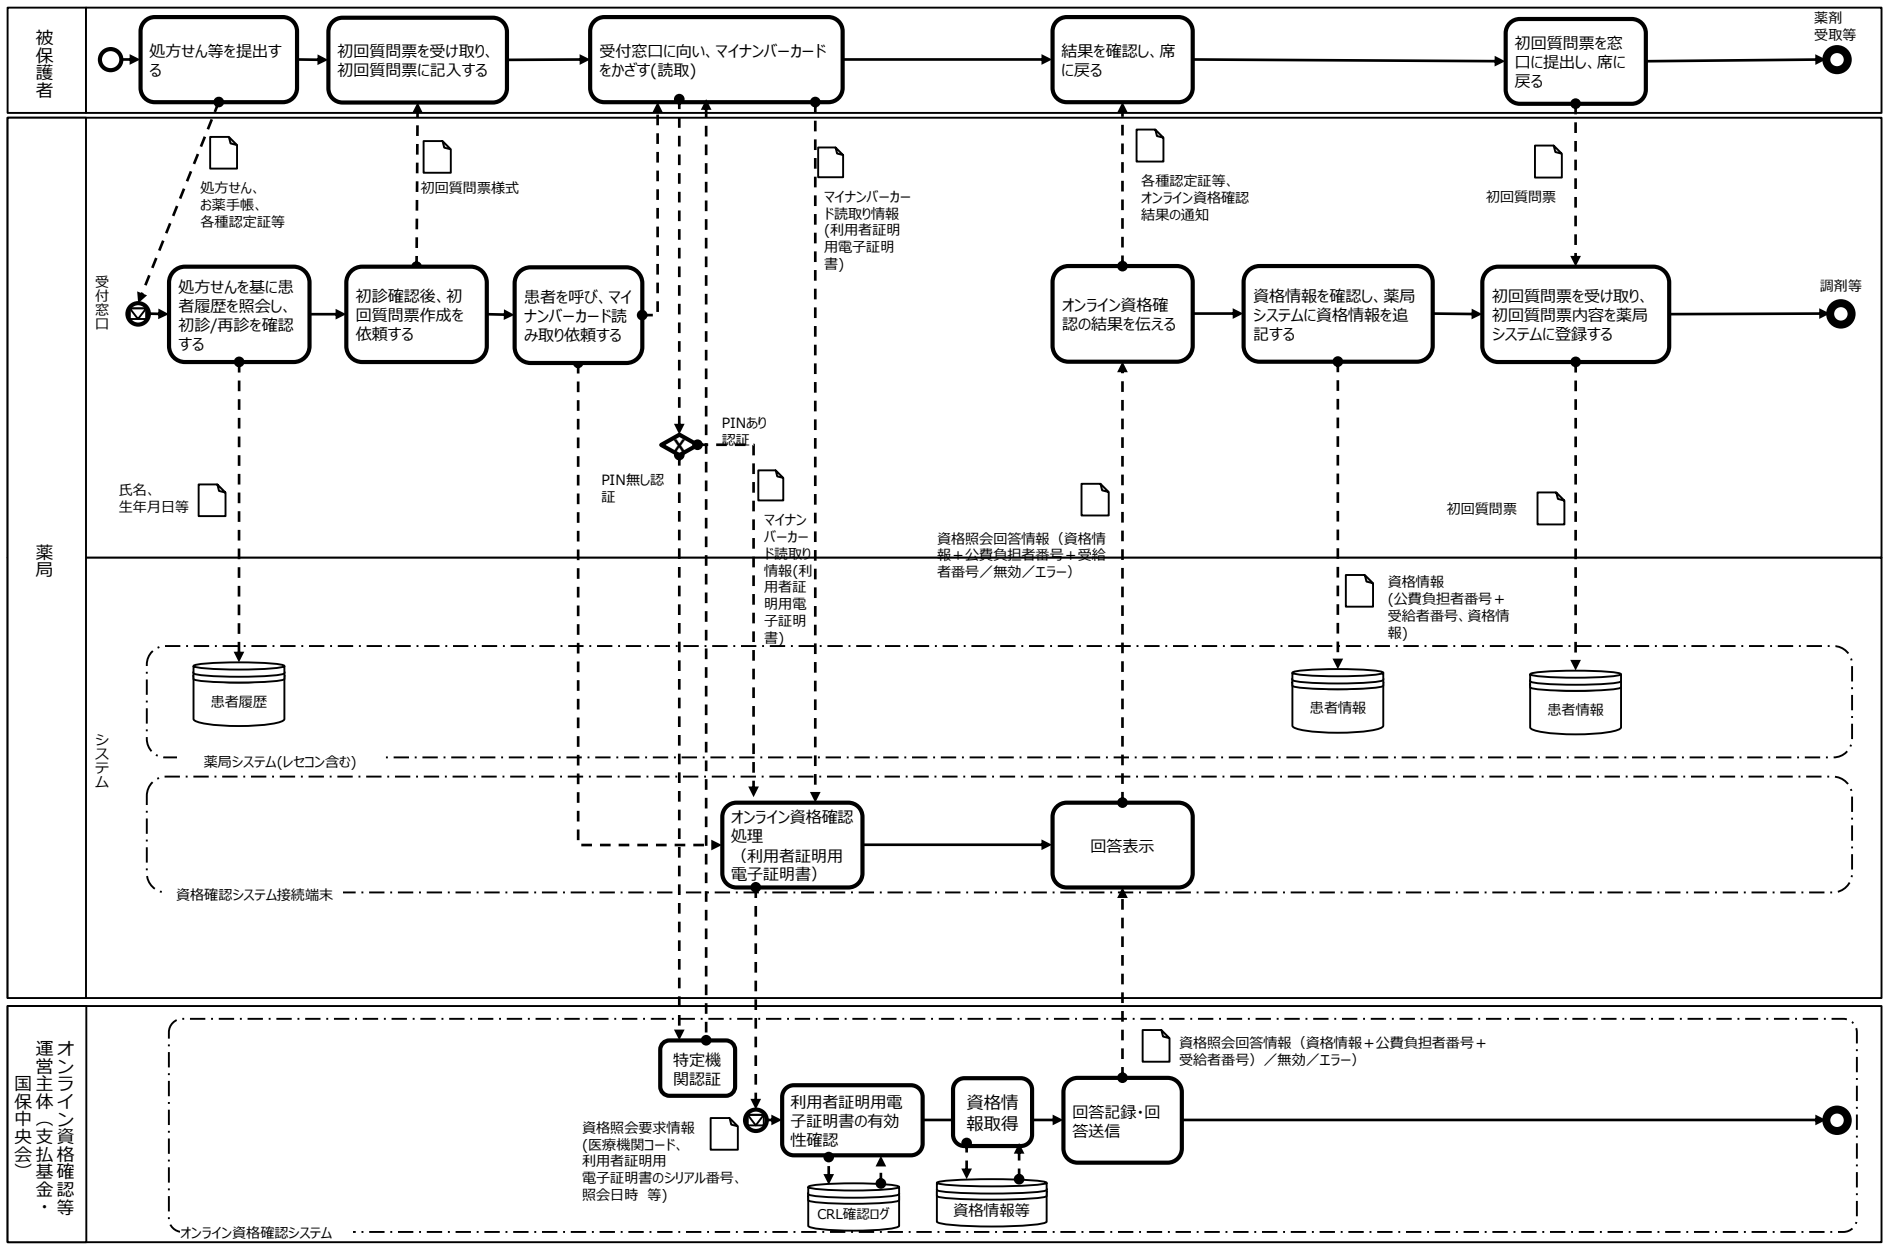 被保護者
処方せん等を提出す
る
初回質問票を受け取り、
初回質問票に記入する
受付窓口に向い、マイナンバーカード
をかざす(読取)
結果を確認し、席
に戻る
初回質問票を窓
口に提出し、席に
戻る
薬剤
受取等
薬局
受付窓口
処方せん、
お薬手帳、
各種認定証等
初回質問票様式
マイナンバーカー
ド読取り情報
(利用者証明
用電子証明
書)
各種認定証等、
オンライン資格確認
結果の通知
初回質問票
処方せんを基に患
者履歴を照会し、
初診/再診を確認
する
初診確認後、初
回質問票作成を
依頼する
患者を呼び、マイ
ナンバーカード読
み取り依頼する
オンライン資格確
認の結果を伝える
資格情報を確認し、薬局
システムに資格情報を追
記する
初回質問票を受け取り、
初回質問票内容を薬局
システムに登録する
調剤等
PINあり
認証
PIN無し認
証
氏名、
生年月日等
マイナン
バーカー
ド読取り
情報(利
用者証
明用電
子証明
書)
資格照会回答情報（資格情
報＋公費負担者番号＋受給
者番号／無効／エラー）
初回質問票
資格情報
(公費負担者番号＋
受給者番号、資格情
報)
システム
患者履歴
患者情報
患者情報
薬局システム(レセコン含む)
オンライン資格確認
処理
（利用者証明用
電子証明書）
回答表示
資格確認システム接続端末
オンライン資格確認等
運営主体（支払基金・
国保中央会）
特定機
関認証
資格照会回答情報（資格情報＋公費負担者番号＋
受給者番号）／無効／エラー）
資格照会要求情報
(医療機関コード、
利用者証明用
電子証明書のシリアル番号、
照会日時 等)
利用者証明用電
子証明書の有効
性確認
資格情
報取得
回答記録・回
答送信
CRL確認ログ
資格情報等
オンライン資格確認システム